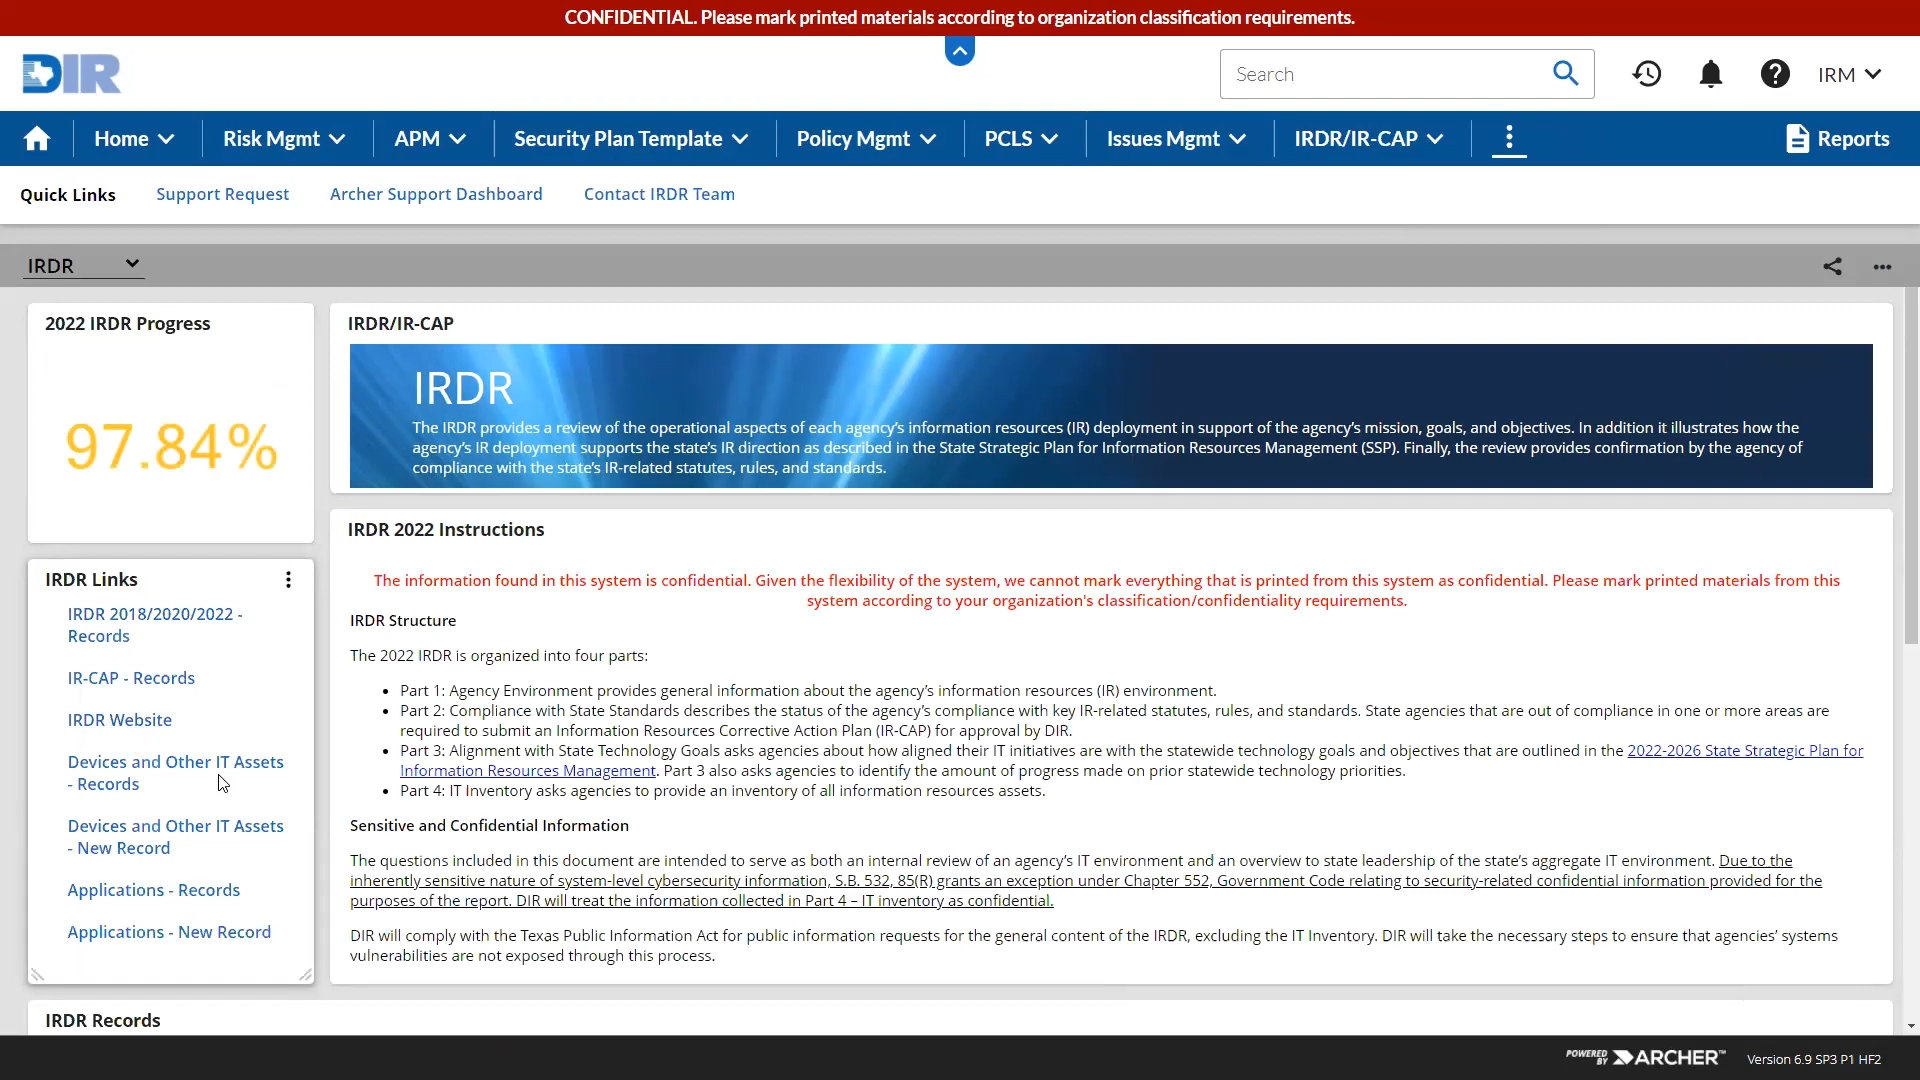 CONFIDENTIAL. Please mark printed materials according to organization classification requirements.
DIR
Search
IRM
Home
Risk Mgmt
APM
Security Plan Template
Policy Mgmt
PCLS
Issues Mgmt
IRDR/IR-CAP
Reports
Quick Links
Support Request
Archer Support Dashboard
Contact IRDR Team
IRDR
2022 IRDR Progress
97.84%
IRDR Links
IRDR 2018/2020/2022 -
Records
IR-CAP - Records
IRDR Website
Devices and Other IT Assets
- Records
Devices and Other IT Assets
- New Record
Applications - Records
Applications - New Record
IRDR/IR-CAP
IRDR
The IRDR provides a review of the operational aspects of each agency's information resources (IR) deployment in support of the agency's mission, goals, and objectives. In addition it illustrates how the
agency's IR deployment supports the state's IR direction as described in the State Strategic Plan for Information Resources Management (SSP). Finally, the review provides confirmation by the agency of
compliance with the state's IR-related statutes, rules, and standards.
IRDR 2022 Instructions
The information found in this system is confidential. Given the flexibility of the system, we cannot mark everything that is printed from this system as confidential. Please mark printed materials from this
system according to your organization's classification/confidentiality requirements.
IRDR Structure
The 2022 IRDR is organized into four parts:
• Part 1: Agency Environment provides general information about the agency's information resources (IR) environment.
• Part 2: Compliance with State Standards describes the status of the agency's compliance with key IR-related statutes, rules, and standards. State agencies that are out of compliance in one or more areas are
required to submit an Information Resources Corrective Action Plan (IR-CAP) for approval by DIR.
• Part 3: Alignment with State Technology Goals asks agencies about how aligned their IT initiatives are with the statewide technology goals and objectives that are outlined in the 2022-2026 State Strategic Plan for
Information Resources Management. Part 3 also asks agencies to identify the amount of progress made on prior statewide technology priorities.
• Part 4: IT Inventory asks agencies to provide an inventory of all information resources assets.
Sensitive and Confidential Information
The questions included in this document are intended to serve as both an internal review of an agency's IT environment and an overview to state leadership of the state's aggregate IT environment. Due to the
inherently sensitive nature of system-level cybersecurity information, S.B. 532, 85(R) grants an exception under Chapter 552, Government Code relating to security-related confidential information provided for the
purposes of the report. DIR will treat the information collected in Part 4 – IT inventory as confidential.
DIR will comply with the Texas Public Information Act for public information requests for the general content of the IRDR, excluding the IT Inventory. DIR will take the necessary steps to ensure that agencies' systems
vulnerabilities are not exposed through this process.
IRDR Records
POWERED BY ARCHER™
Version 6.9 SP3 P1 HF2